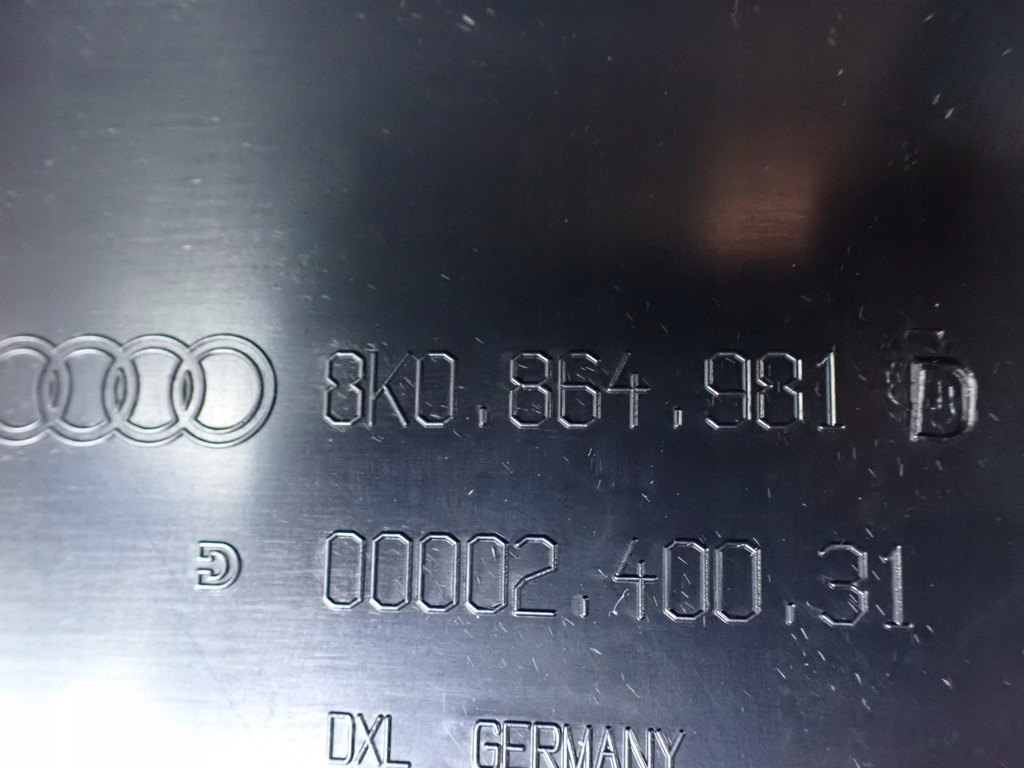 8K0.864.981 D
00002.400.31
DXL GERMANY